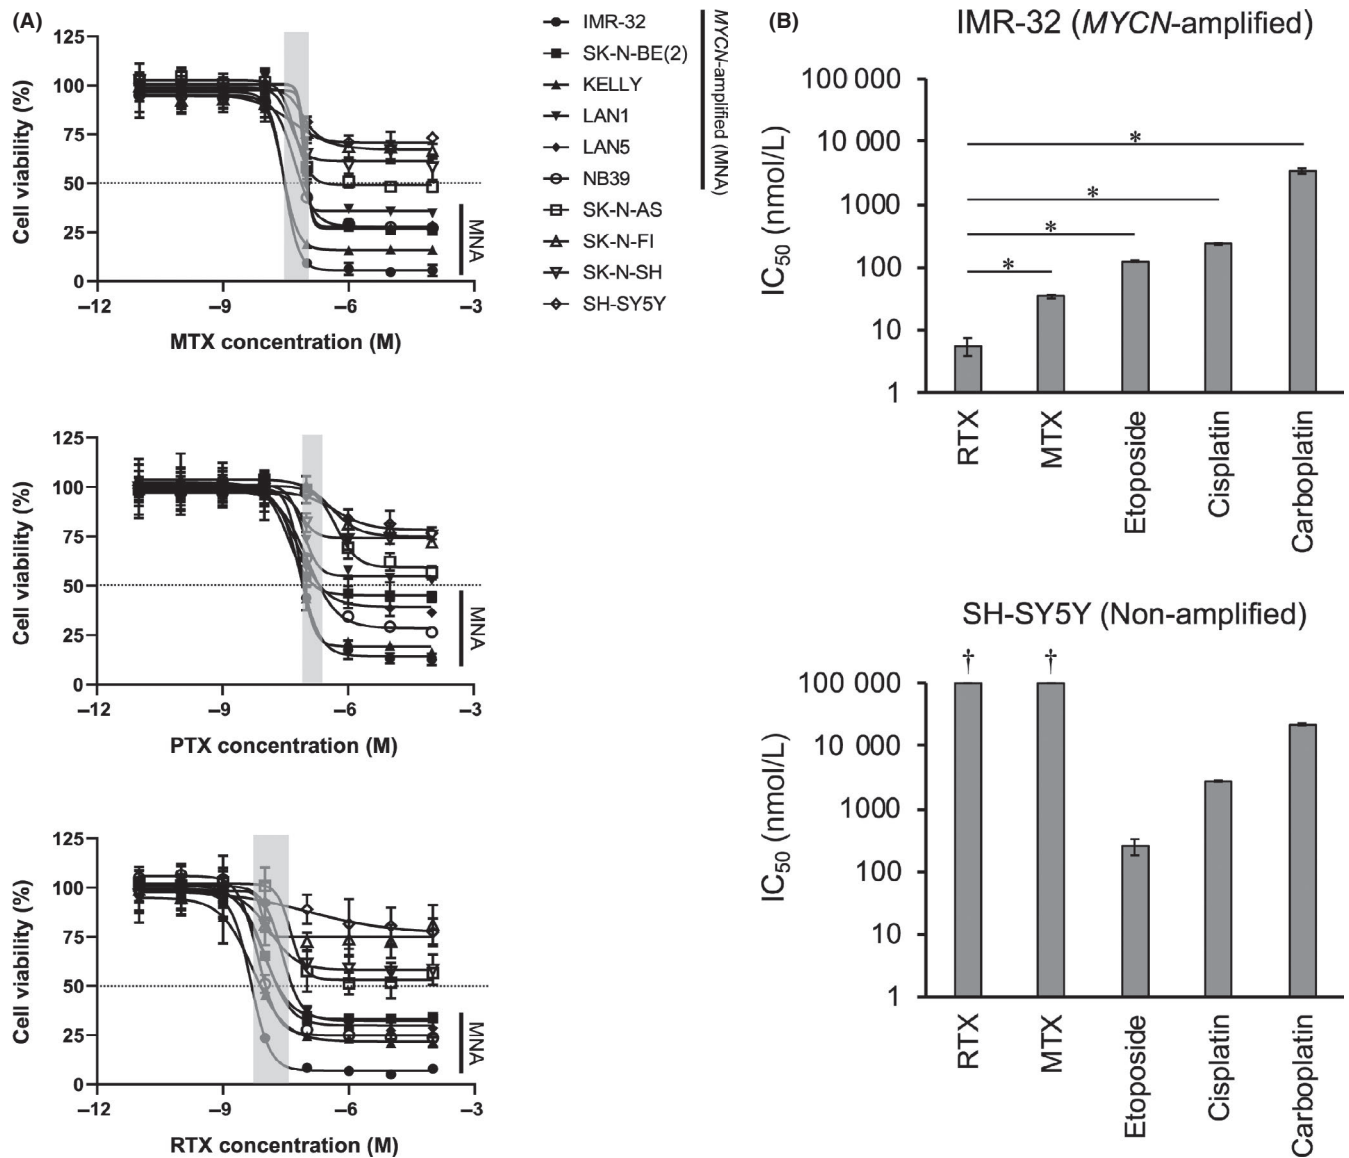 (A)
125
100
75
50
25
0
Cell viability (%)
MNA
–12
–9
–6
–3
MTX concentration (M)
IMR-32
SK-N-BE(2)
KELLY
LAN1
LAN5
NB39
SK-N-AS
SK-N-FI
SK-N-SH
SH-SY5Y
MYCN-amplified (MNA)
125
100
75
50
25
0
Cell viability (%)
MNA
–12
–9
–6
–3
PTX concentration (M)
125
100
75
50
25
0
Cell viability (%)
MNA
–12
–9
–6
–3
RTX concentration (M)
(B)
IMR-32 (MYCN-amplified)
100 000
10 000
1000
100
10
1
IC50 (nmol/L)
*
*
*
*
RTX
MTX
Etoposide
Cisplatin
Carboplatin
SH-SY5Y (Non-amplified)
† †
100 000
10 000
1000
100
10
1
IC50 (nmol/L)
RTX
MTX
Etoposide
Cisplatin
Carboplatin